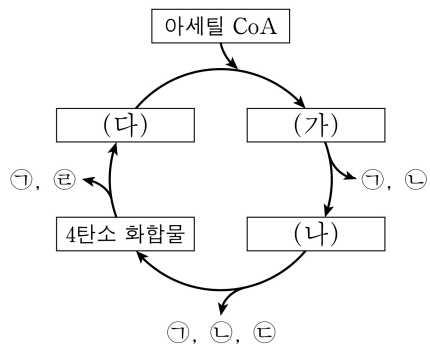 아세틸 CoA
(다) (가)
㉠, ㉣ ㉠, ㉡
4탄소 화합물 (나)
㉠, ㉡, ㉢